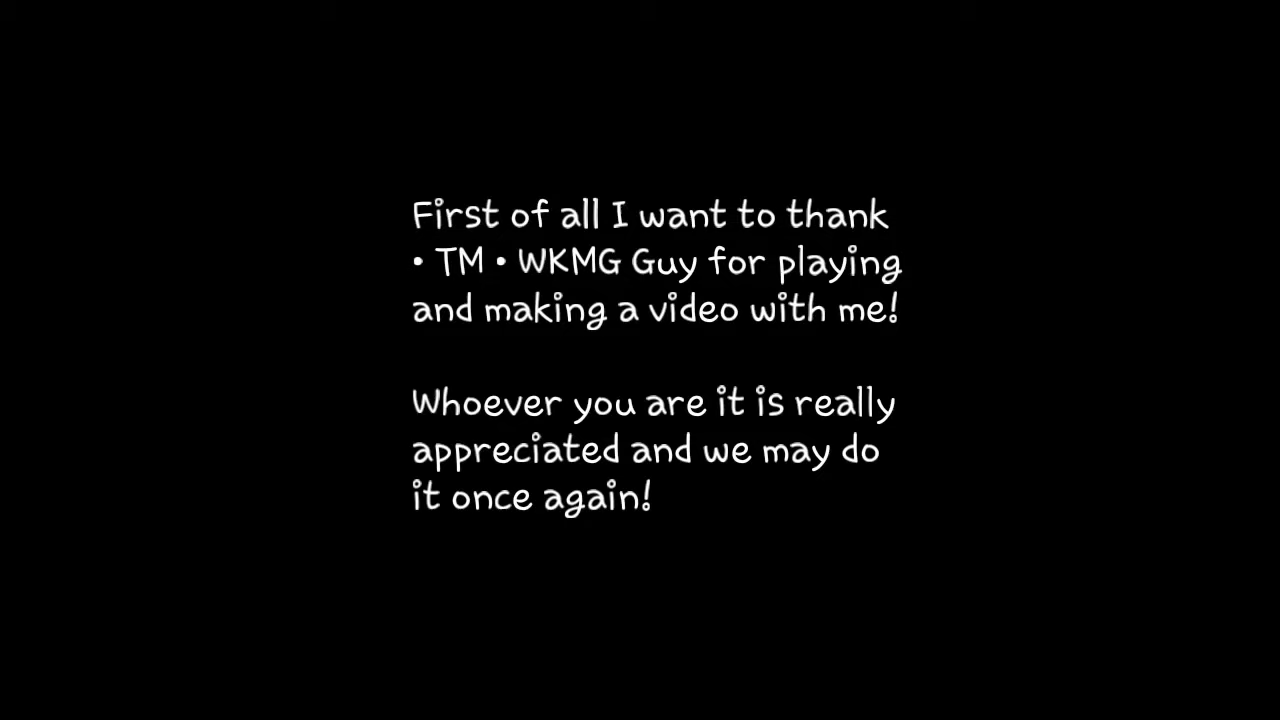 First of all I want to thank
• TM • WKMG Guy for playing
and making a video with me!
Whoever you are it is really
appreciated and we may do
it once again!